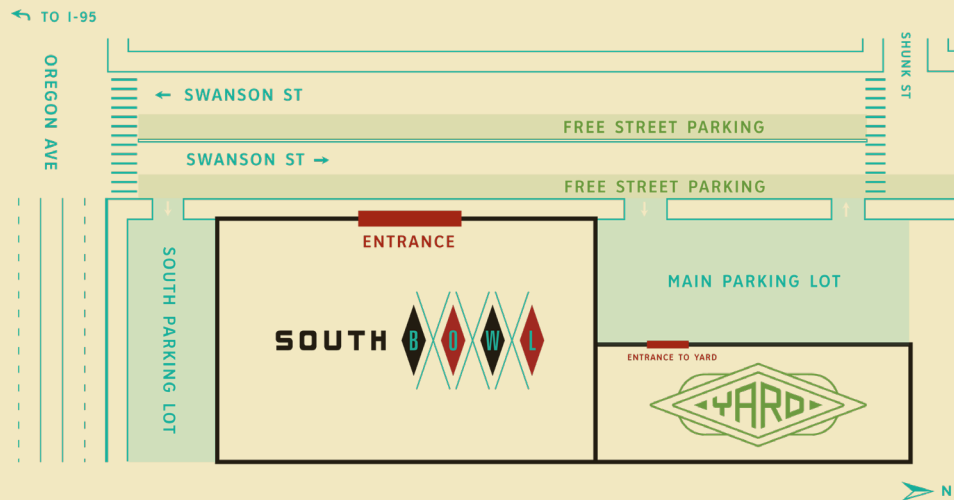 TO I-95
OREGON AVE
SHUNK ST
SWANSON ST
FREE STREET PARKING
SWANSON ST
FREE STREET PARKING
ENTRANCE
SOUTH PARKING LOT
MAIN PARKING LOT
SOUTH BOWL
ENTRANCE TO YARD
YARD
N